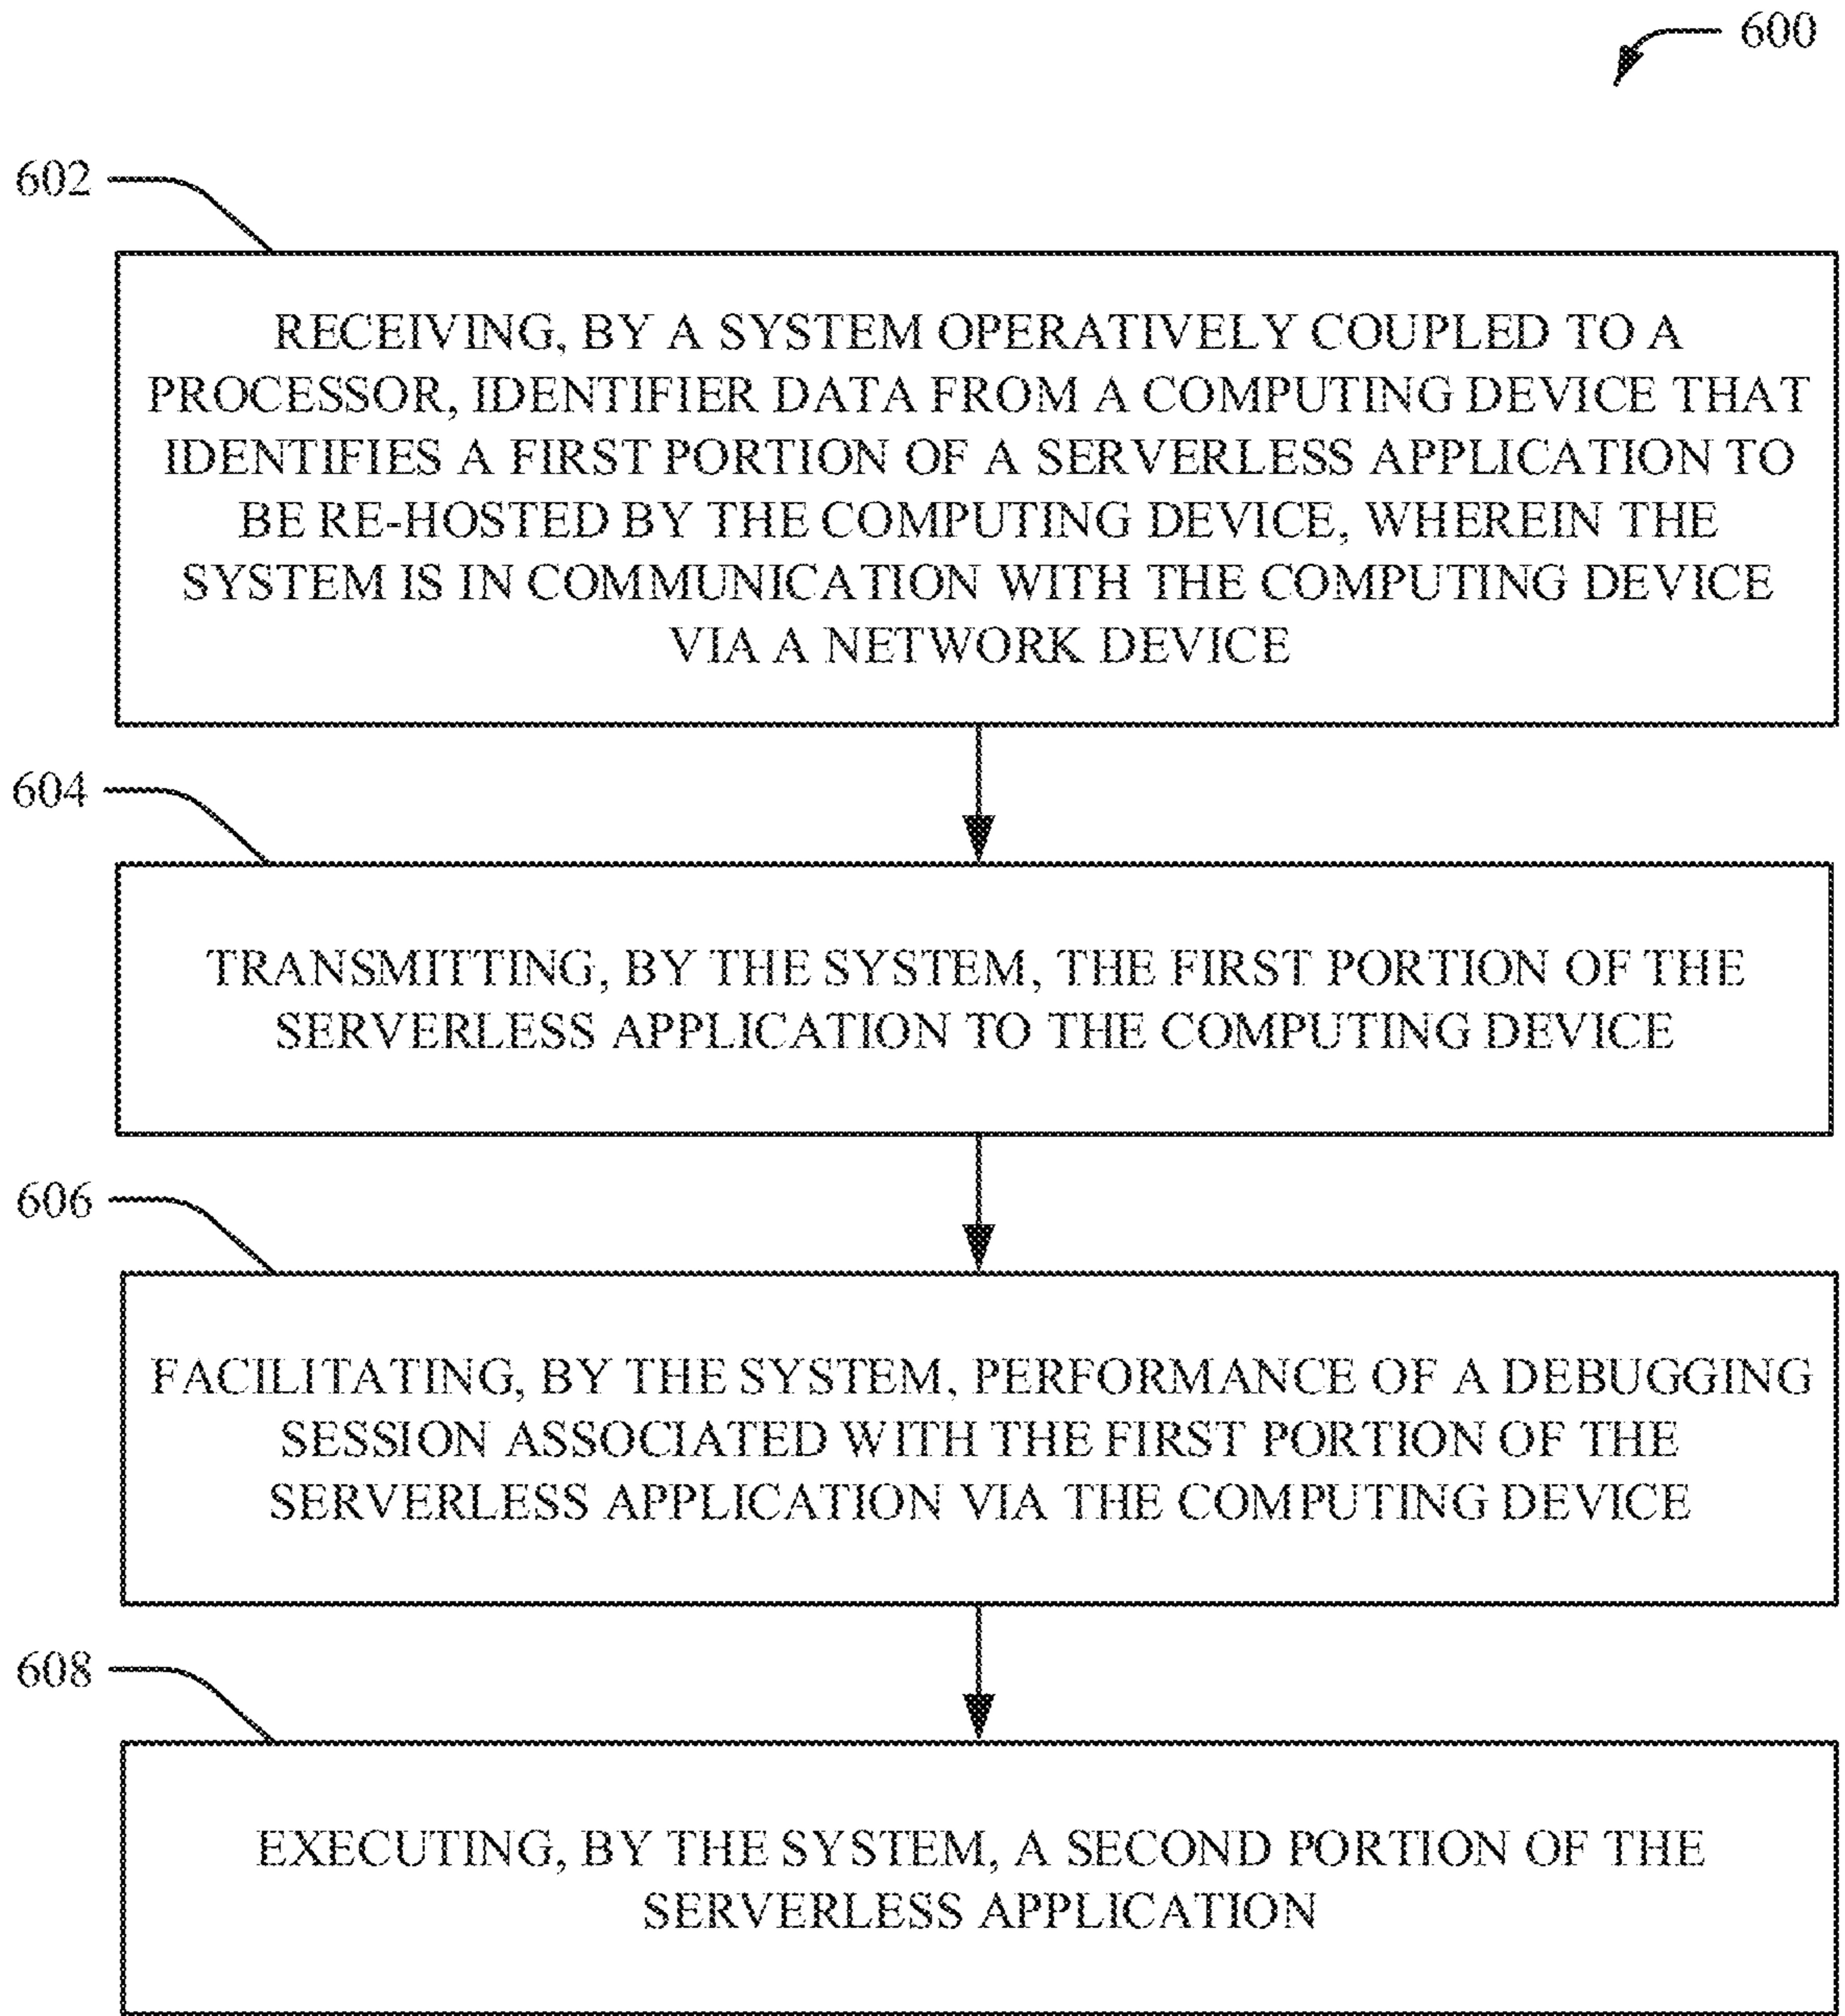 600
602
RECEIVING, BY A SYSTEM OPERATIVELY COUPLED TO A
PROCESSOR, IDENTIFIER DATA FROM A COMPUTING DEVICE THAT
IDENTIFIES A FIRST PORTION OF A SERVERLESS APPLICATION TO
BE RE-HOSTED BY THE COMPUTING DEVICE, WHEREIN THE
SYSTEM IS IN COMMUNICATION WITH THE COMPUTING DEVICE
VIA A NETWORK DEVICE
604
TRANSMITTING, BY THE SYSTEM, THE FIRST PORTION OF THE
SERVERLESS APPLICATION TO THE COMPUTING DEVICE
606
FACILITATING, BY THE SYSTEM, PERFORMANCE OF A DEBUGGING
SESSION ASSOCIATED WITH THE FIRST PORTION OF THE
SERVERLESS APPLICATION VIA THE COMPUTING DEVICE
608
EXECUTING, BY THE SYSTEM, A SECOND PORTION OF THE
SERVERLESS APPLICATION